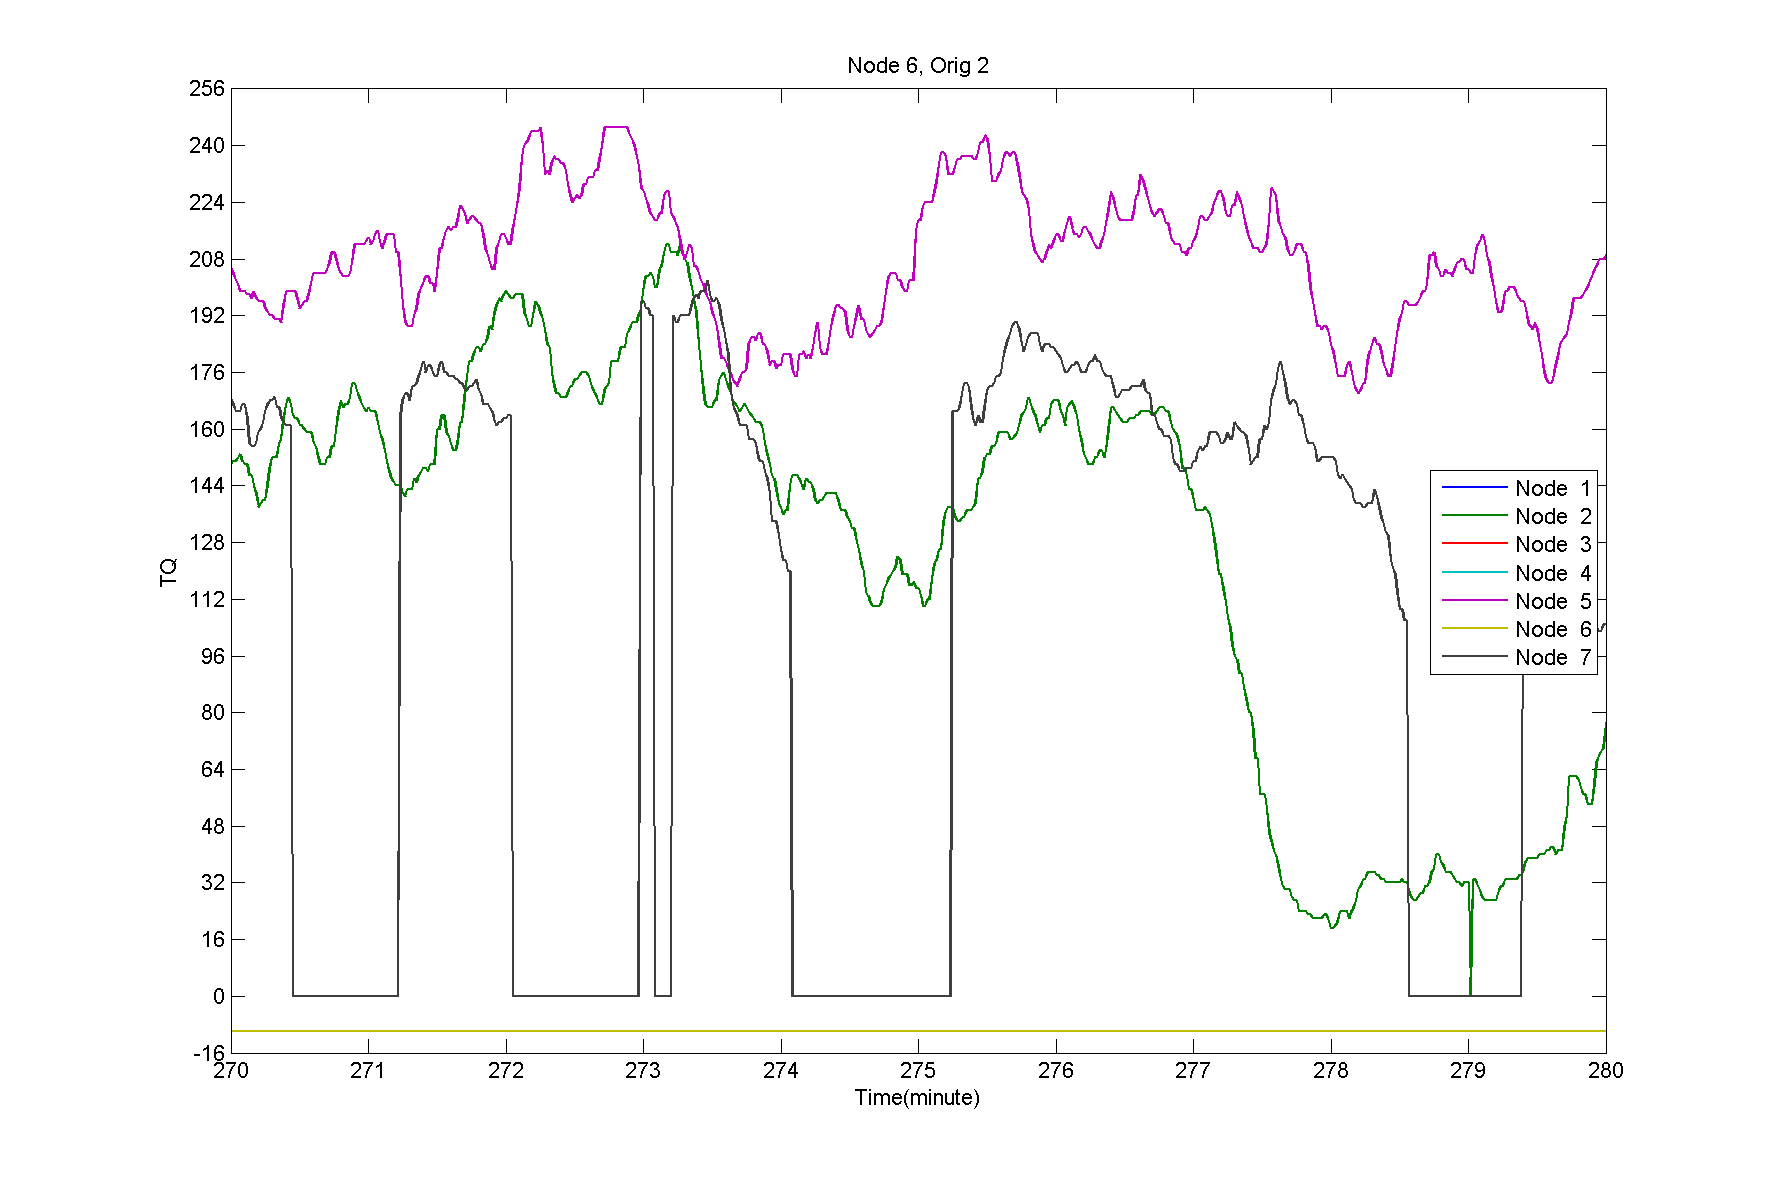 Node 6, Orig 2
256
240
224
208
192
176
160
144
128
112
96
80
64
48
32
16
0
-16
TQ
Node 1
Node 2
Node 3
Node 4
Node 5
Node 6
Node 7
270 271 272 273 274 275 276 277 278 279 280
Time(minute)